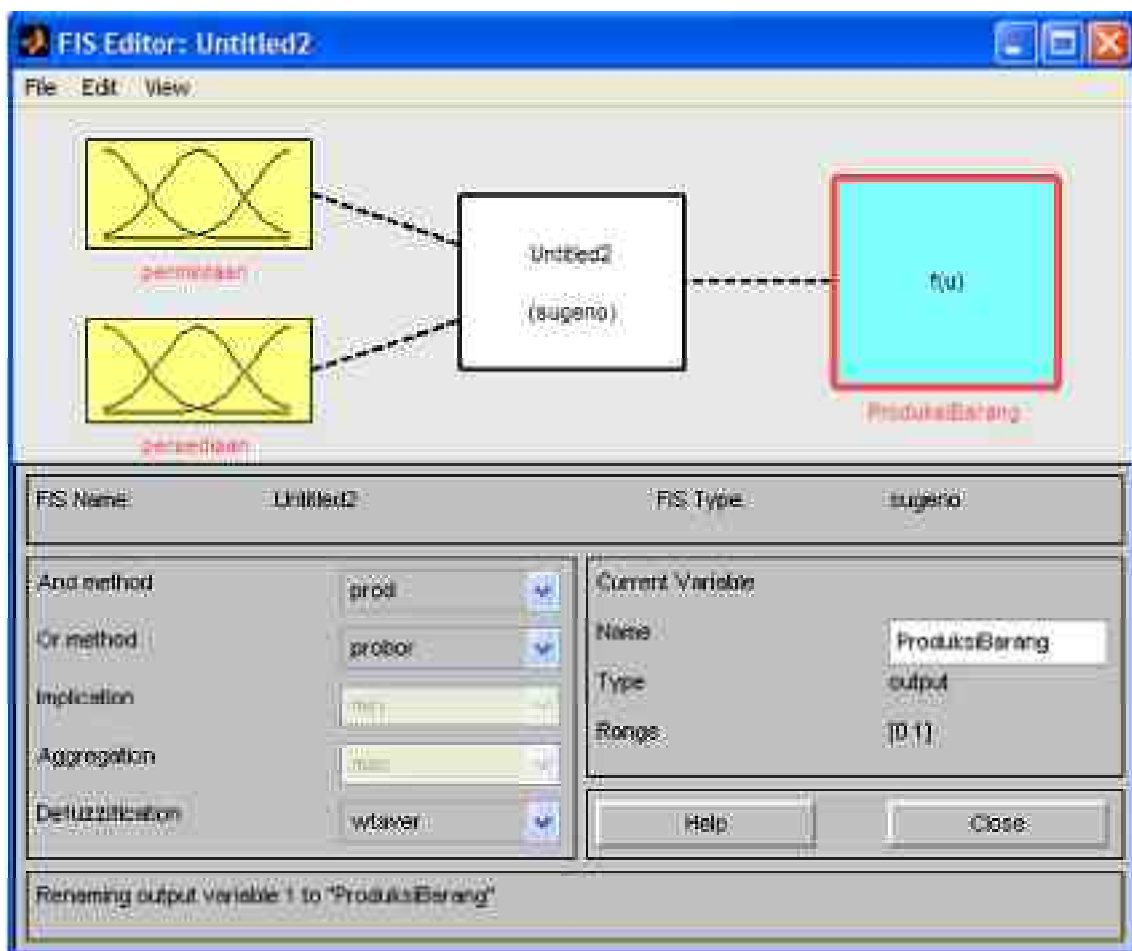 FIS Editor: Untitled2
File Edit View
permintaan
Untitled2
(sugeno)
f(u)
persediaan
ProduksiBarang
FIS Name: Untitled2 FIS Type: sugeno
And method prod
Or method probor
Implication min
Aggregation max
Defuzzification wtaver
Current Variable
Name ProduksiBarang
Type output
Range [0 1]
Help Close
Renaming output variable 1 to "ProduksiBarang"